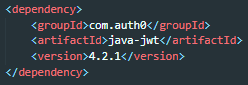 <dependency>
    <groupId>com.auth0</groupId>
    <artifactId>java-jwt</artifactId>
    <version>4.2.1</version>
</dependency>